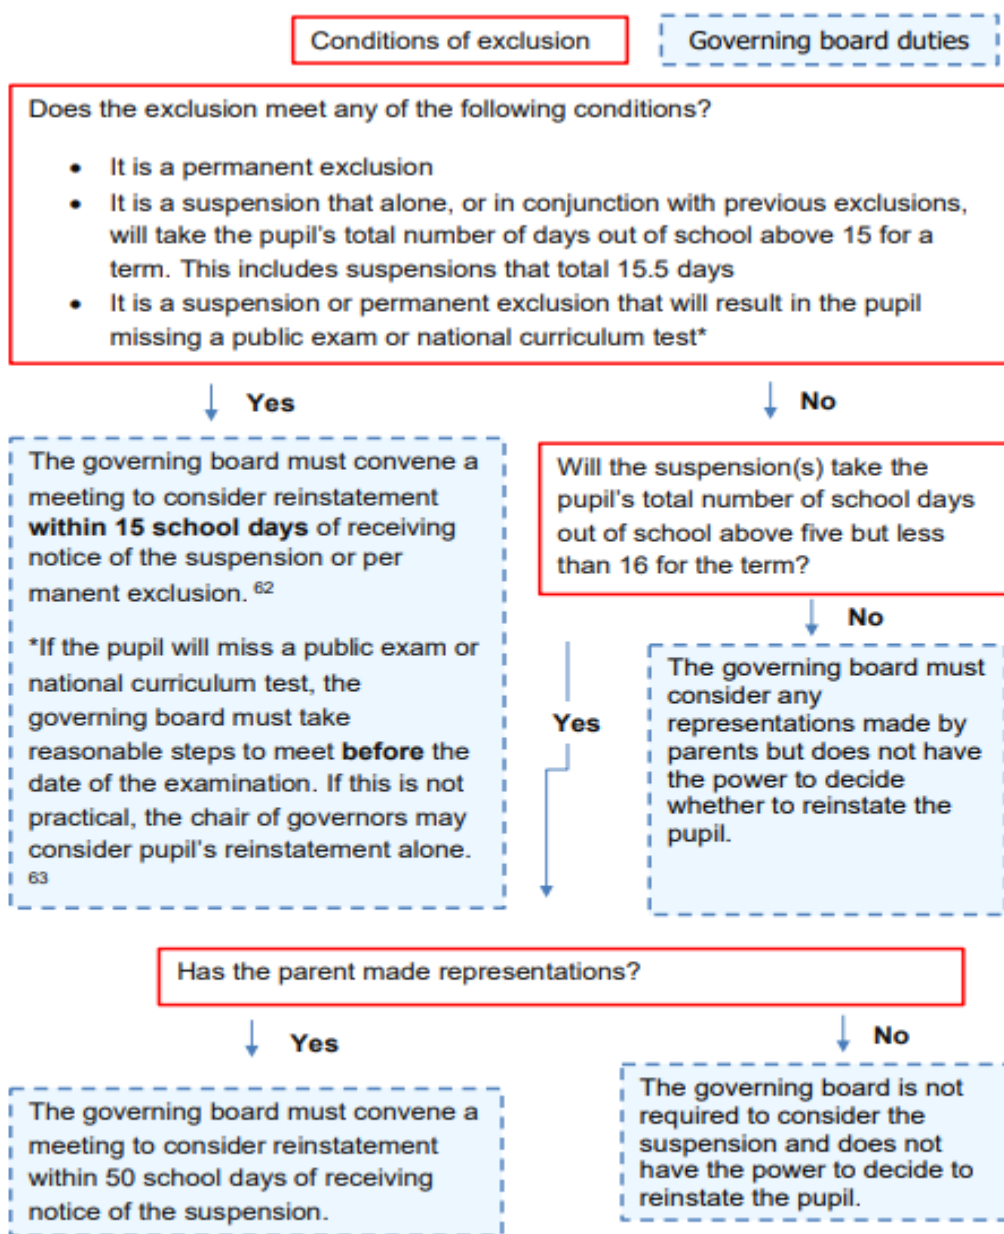 Conditions of exclusion
Governing board duties
Does the exclusion meet any of the following conditions?
• It is a permanent exclusion
• It is a suspension that alone, or in conjunction with previous exclusions,
will take the pupil's total number of days out of school above 15 for a
term. This includes suspensions that total 15.5 days
• It is a suspension or permanent exclusion that will result in the pupil
missing a public exam or national curriculum test*
Yes
No
The governing board must convene a
meeting to consider reinstatement
within 15 school days of receiving
notice of the suspension or per
manent exclusion. 62
*If the pupil will miss a public exam or
national curriculum test, the
governing board must take
reasonable steps to meet before the
date of the examination. If this is not
practical, the chair of governors may
consider pupil's reinstatement alone.
63
Will the suspension(s) take the
pupil's total number of school days
out of school above five but less
than 16 for the term?
No
Yes
The governing board must
consider any
representations made by
parents but does not have
the power to decide
whether to reinstate the
pupil.
Has the parent made representations?
Yes
No
The governing board must convene a
meeting to consider reinstatement
within 50 school days of receiving
notice of the suspension.
The governing board is not
required to consider the
suspension and does not
have the power to decide to
reinstate the pupil.